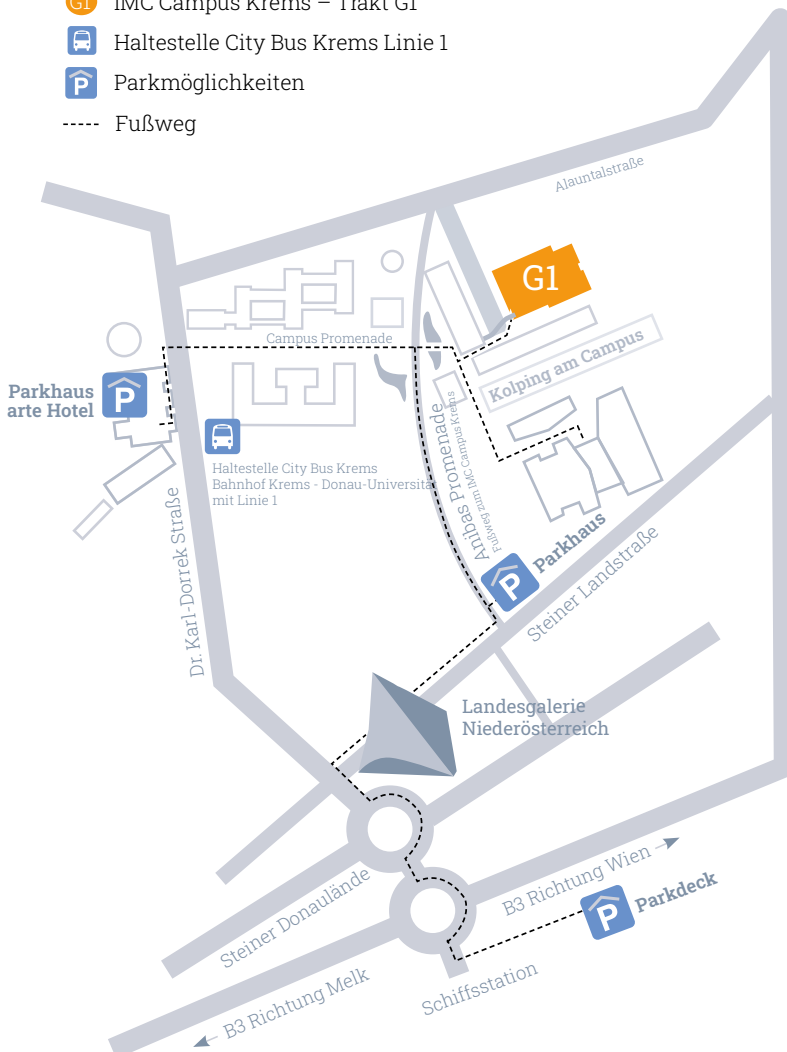 G1 IMC Campus Krems – Trakt G1
Haltestelle City Bus Krems Linie 1
P Parkmöglichkeiten
Fußweg
Alauntalstraße
G1
Campus Promenade
Kolping am Campus
Parkhaus
arte Hotel
P
Haltestelle City Bus Krems
Bahnhof Krems - Donau-Universität
mit Linie 1
Anibas Promenade
Fußweg zum IMC Campus Krems
Dr. Karl-Dorrek Straße
P
Parkhaus
Steiner Landstraße
Landesgalerie
Niederösterreich
Steiner Donaulände
B3 Richtung Wien
P
Parkdeck
Schiffsstation
B3 Richtung Melk